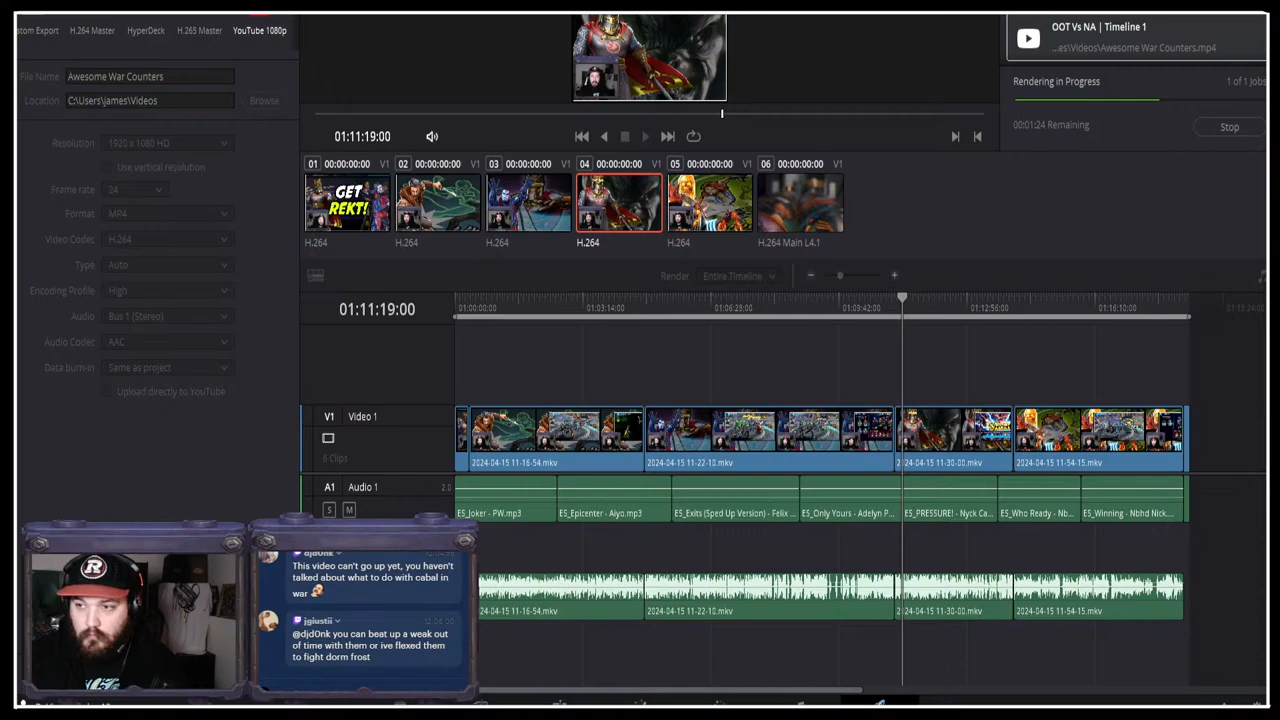 stom Export H.264 Master HyperDeck H.265 Master YouTube 1080p
File Name Awesome War Counters
Location C:\Users\james\Videos Browse
Resolution 1920 x 1080 HD
Use vertical resolution
Frame rate 24
Format MP4
Video Codec H.264
Type Auto
Encoding Profile High
Audio Bus 1 (Stereo)
Audio Codec AAC
Data burn-in Same as project
Upload directly to YouTube
01:11:19:00
OOT Vs NA | Timeline 1
...es\Videos\Awesome War Counters.mp4
Rendering in Progress 1 of 1 Jobs
00:01:24 Remaining Stop
01 00:00:00:00 V1 02 00:00:00:00 V1 03 00:00:00:00 V1 04 00:00:00:00 V1 05 00:00:00:00 V1 06 00:00:00:00 V1
GET
REKT!
H.264 H.264 H.264 H.264 H.264 H.264 Main L4.1
Render Entire Timeline
01:11:19:00
01:00:00:00 01:03:14:00 01:06:28:00 01:09:42:00 01:12:56:00 01:16:10:00
V1 Video 1
6 Clips
2024-04-15 11-16-54.mkv 2024-04-15 11-22-10.mkv 2024-04-15 11-30-00.mkv 2024-04-15 11-54-15.mkv
A1 Audio 1 2.0
S M
ES_Joker - PW.mp3 ES_Epicenter - Aiyo.mp3 ES_Exits (Sped Up Version) - Felix ... ES_Only Yours - Adelyn P... ES_PRESSURE! - Nyck Ca... ES_Who Ready - Nb... ES_Winning - Nbhd Nick....
2024-04-15 11-16-54.mkv 2024-04-15 11-22-10.mkv 2024-04-15 11-30-00.mkv 2024-04-15 11-54-15.mkv
R
djd0nk
This video can't go up yet, you haven't
talked about what to do with cabal in
war
jgiustii 12:06:00
@djd0nk you can beat up a weak out
of time with them or ive flexed them
to fight dorm frost